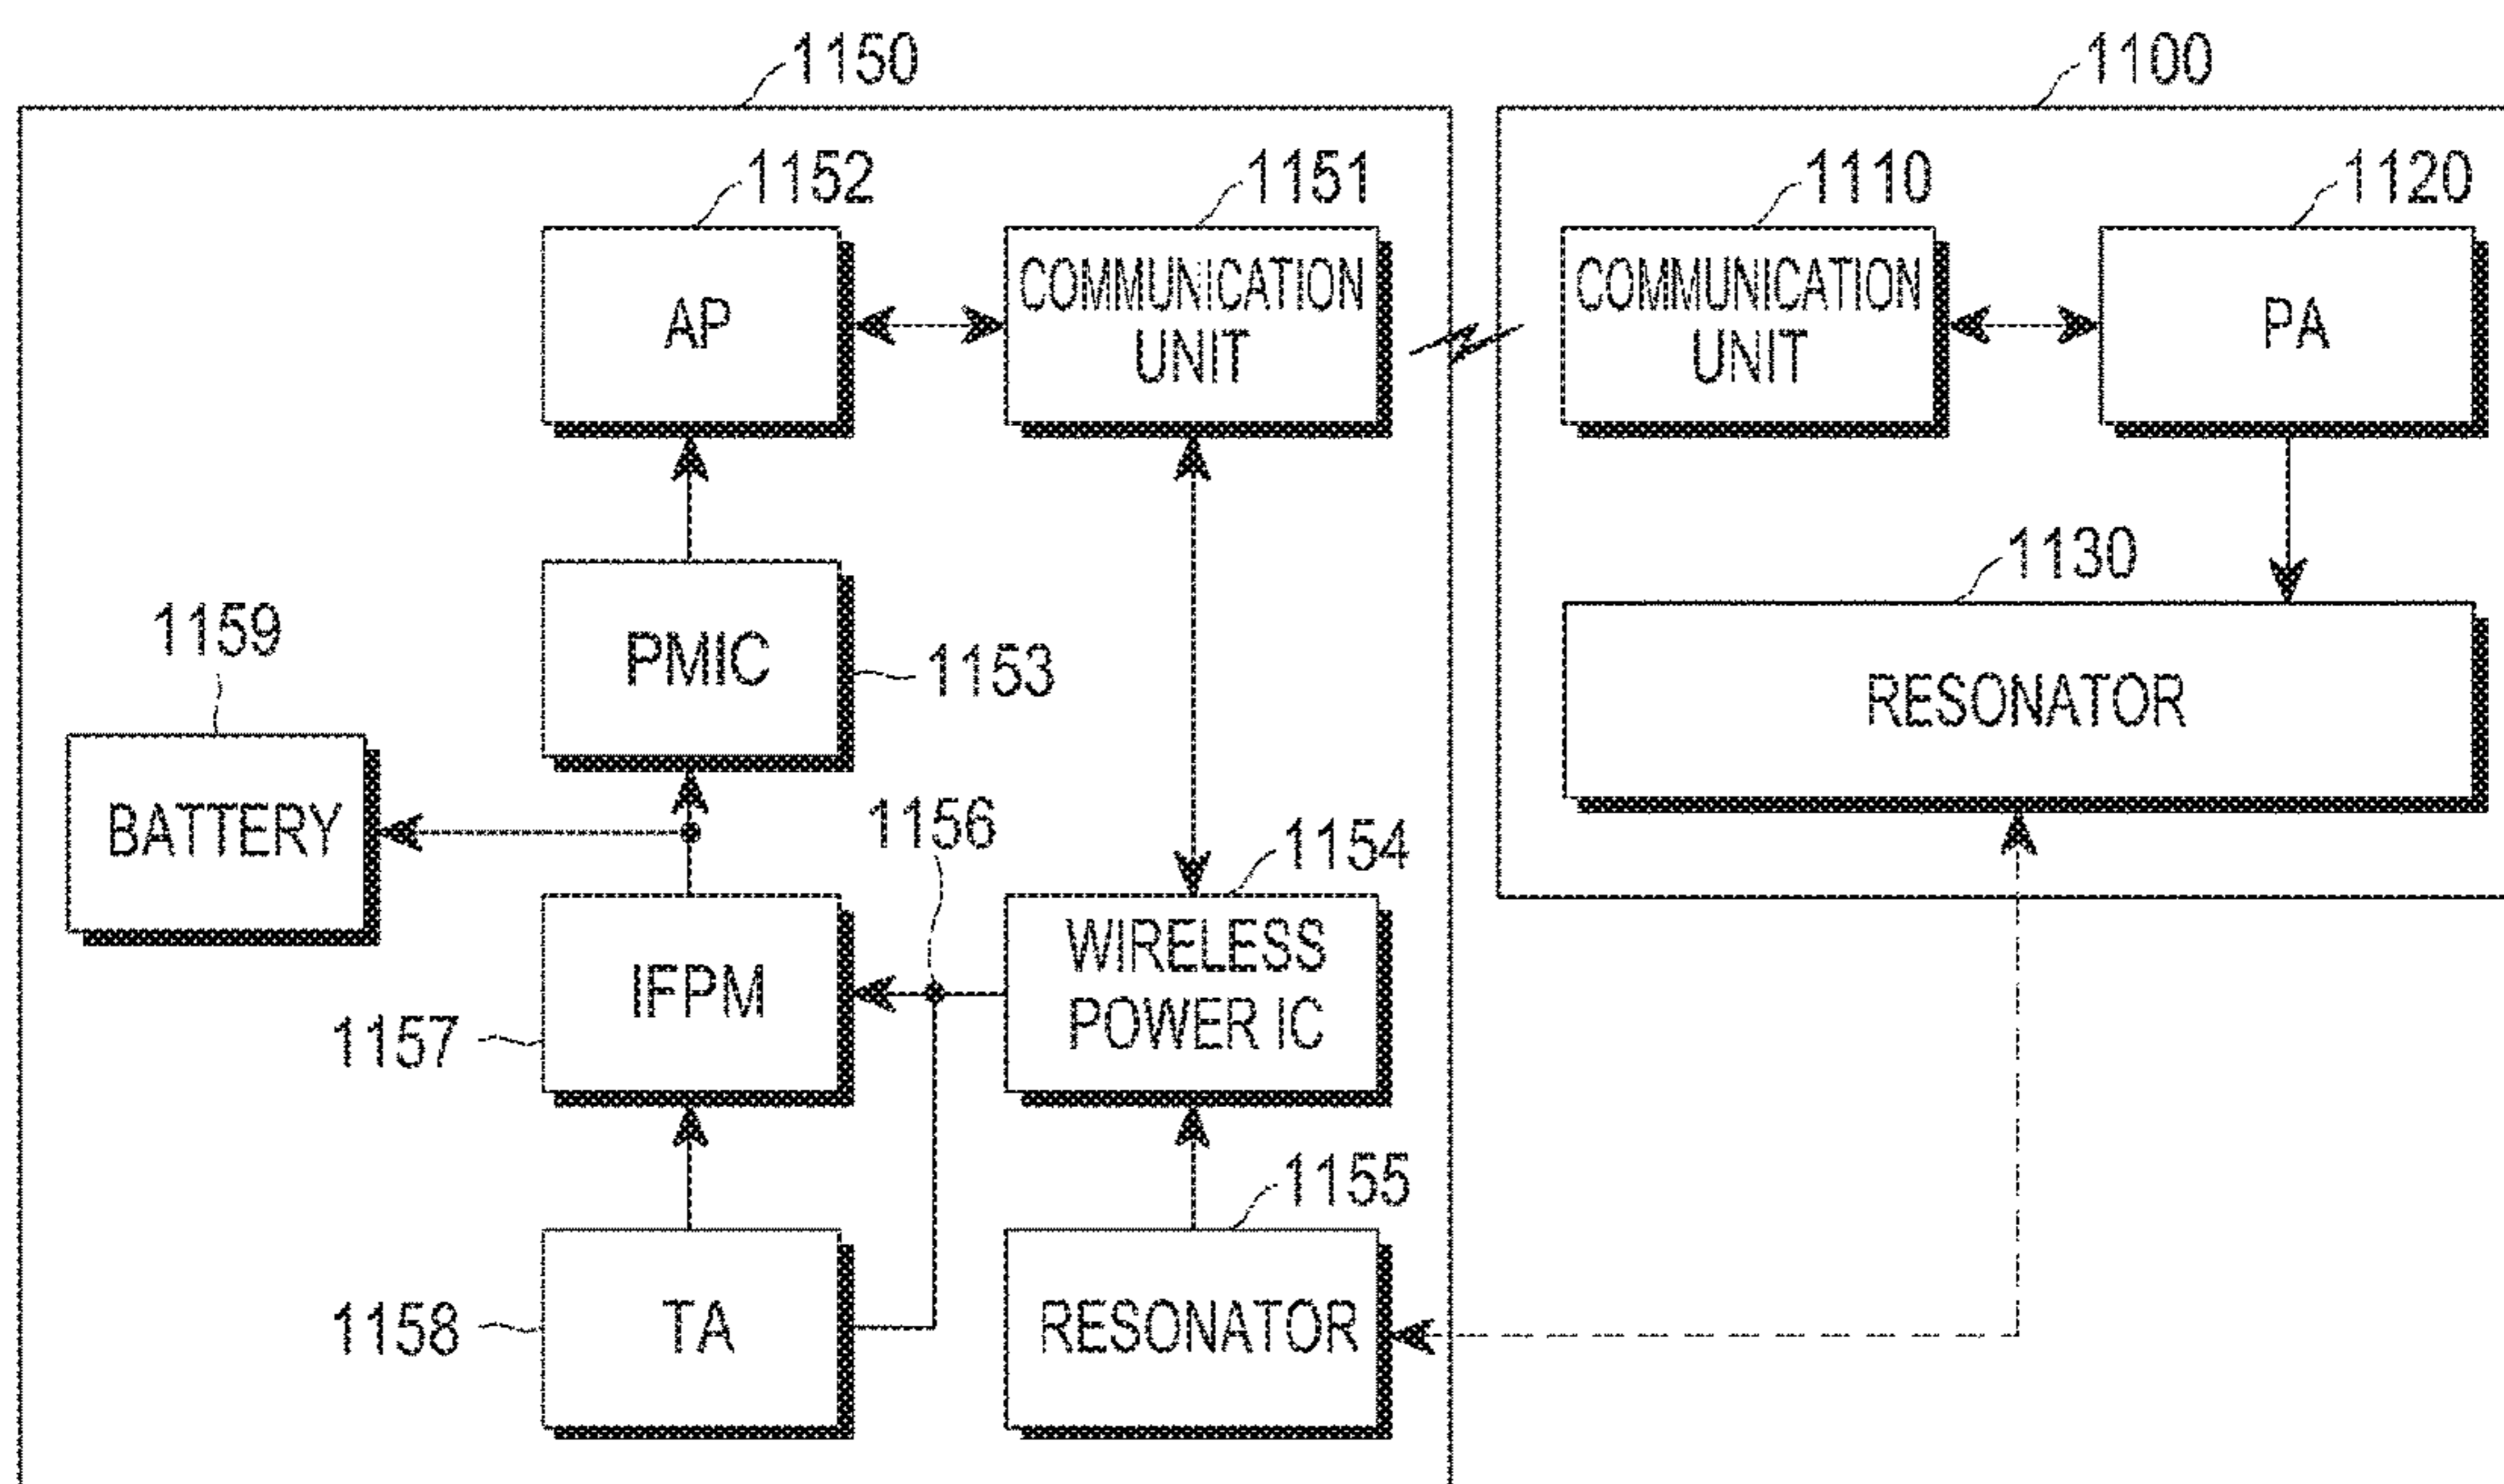 1150
1100
1152
1151
1110
1120
AP
COMMUNICATION
UNIT
COMMUNICATION
UNIT
PA
1159
PMIC
1153
1130
RESONATOR
BATTERY
1156
1154
IFPM
WIRELESS
POWER IC
1157
1155
1158
TA
RESONATOR